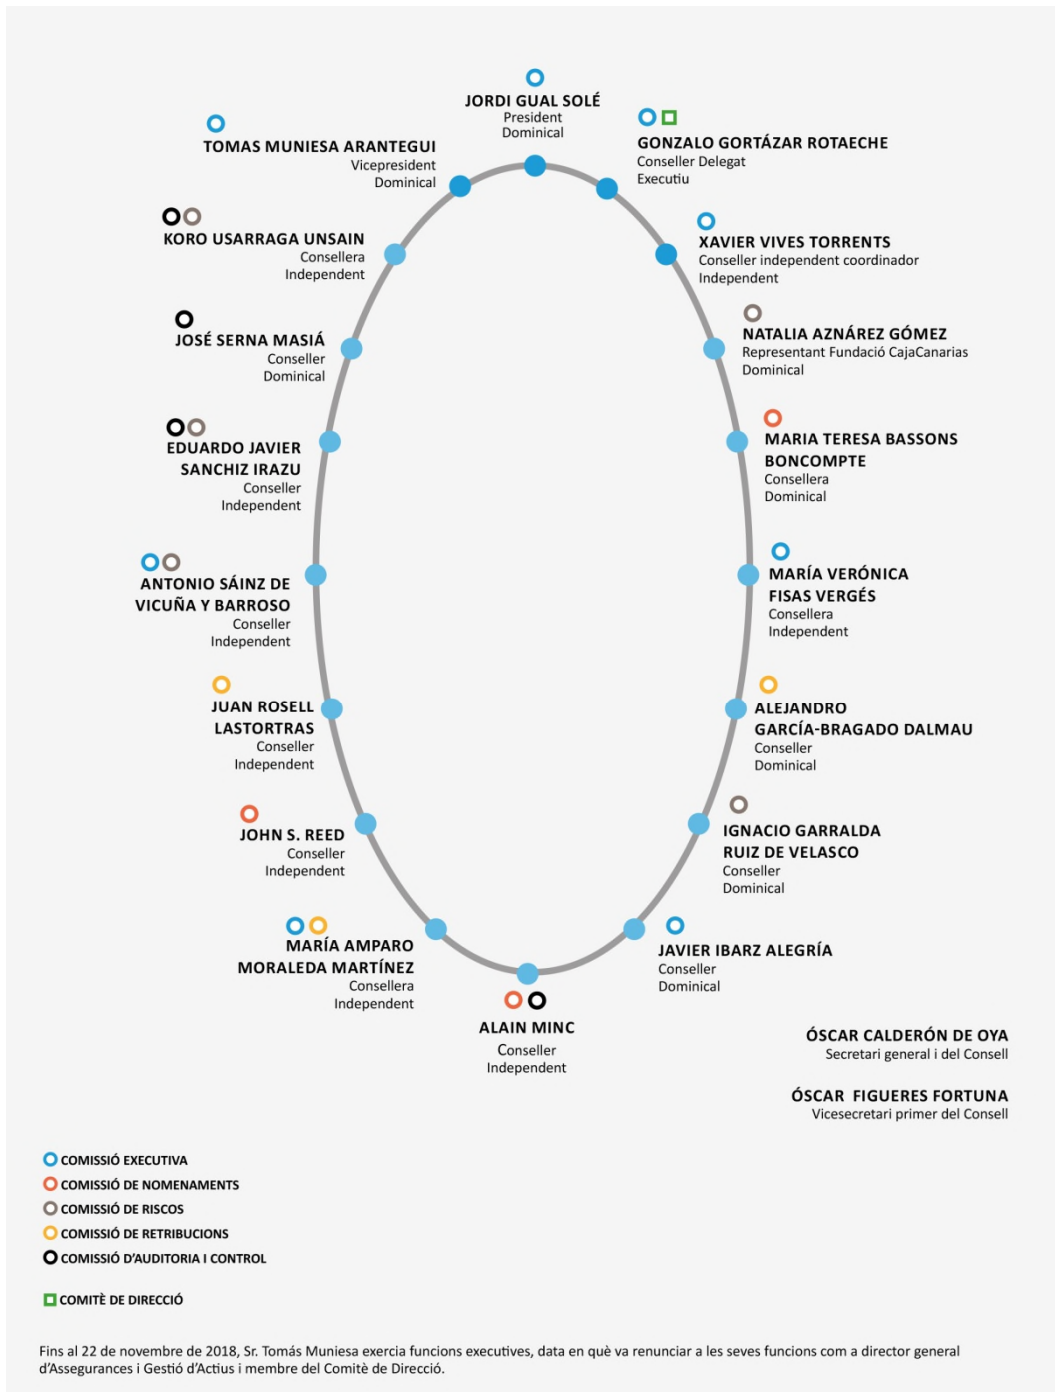 JORDI GUAL SOLÉ
President
Dominical
GONZALO GORTÁZAR ROTAECHE
Conseller Delegat
Executiu
XAVIER VIVES TORRENTS
Conseller independent coordinador
Independent
NATALIA AZNÁREZ GÓMEZ
Representant Fundació CajaCanarias
Dominical
MARIA TERESA BASSONS
BONCOMPTE
Consellera
Dominical
MARÍA VERÓNICA
FISAS VERGÉS
Consellera
Independent
ALEJANDRO
GARCÍA-BRAGADO DALMAU
Conseller
Dominical
IGNACIO GARRALDA
RUIZ DE VELASCO
Conseller
Dominical
JAVIER IBARZ ALEGRÍA
Conseller
Dominical
ALAIN MINC
Conseller
Independent
MARÍA AMPARO
MORALEDA MARTÍNEZ
Consellera
Independent
JOHN S. REED
Conseller
Independent
JUAN ROSELL
LASTORTRAS
Conseller
Independent
ANTONIO SÁINZ DE
VICUÑA Y BARROSO
Conseller
Independent
EDUARDO JAVIER
SANCHIZ IRAZU
Conseller
Independent
JOSÉ SERNA MASIÁ
Conseller
Dominical
KORO USARRAGA UNSAIN
Consellera
Independent
TOMAS MUNIESA ARANTEGUI
Vicepresident
Dominical
ÓSCAR CALDERÓN DE OYA
Secretari general i del Consell
ÓSCAR FIGUERES FORTUNA
Vicesecretari primer del Consell
COMISSIÓ EXECUTIVA
COMISSIÓ DE NOMENAMENTS
COMISSIÓ DE RISCOS
COMISSIÓ DE RETRIBUCIONS
COMISSIÓ D'AUDITORIA I CONTROL
COMITÈ DE DIRECCIÓ
Fins al 22 de novembre de 2018, Sr. Tomás Muniesa exercia funcions executives, data en què va renunciar a les seves funcions com a director general
d'Assegurances i Gestió d'Actius i membre del Comitè de Direcció.